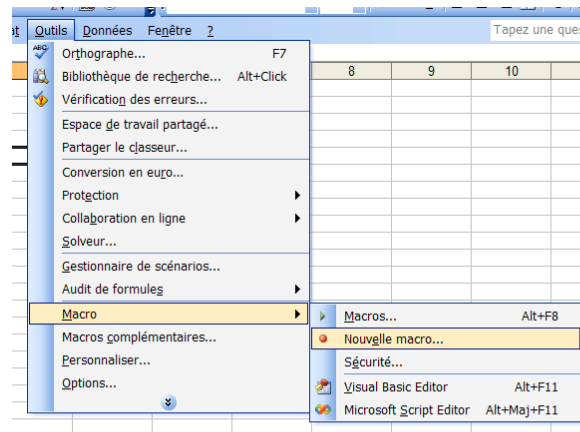 at Outils Données Fenêtre ? Tapez une ques
Orthographe... F7
Bibliothèque de recherche... Alt+Click
Vérification des erreurs...
Espace de travail partagé...
Partager le classeur...
Conversion en euro...
Protection
Collaboration en ligne
Solveur...
Gestionnaire de scénarios...
Audit de formules
Macro
Macros complémentaires...
Personnaliser...
Options...
8 9 10
Macros... Alt+F8
Nouvelle macro...
Sécurité...
Visual Basic Editor Alt+F11
Microsoft Script Editor Alt+Maj+F11